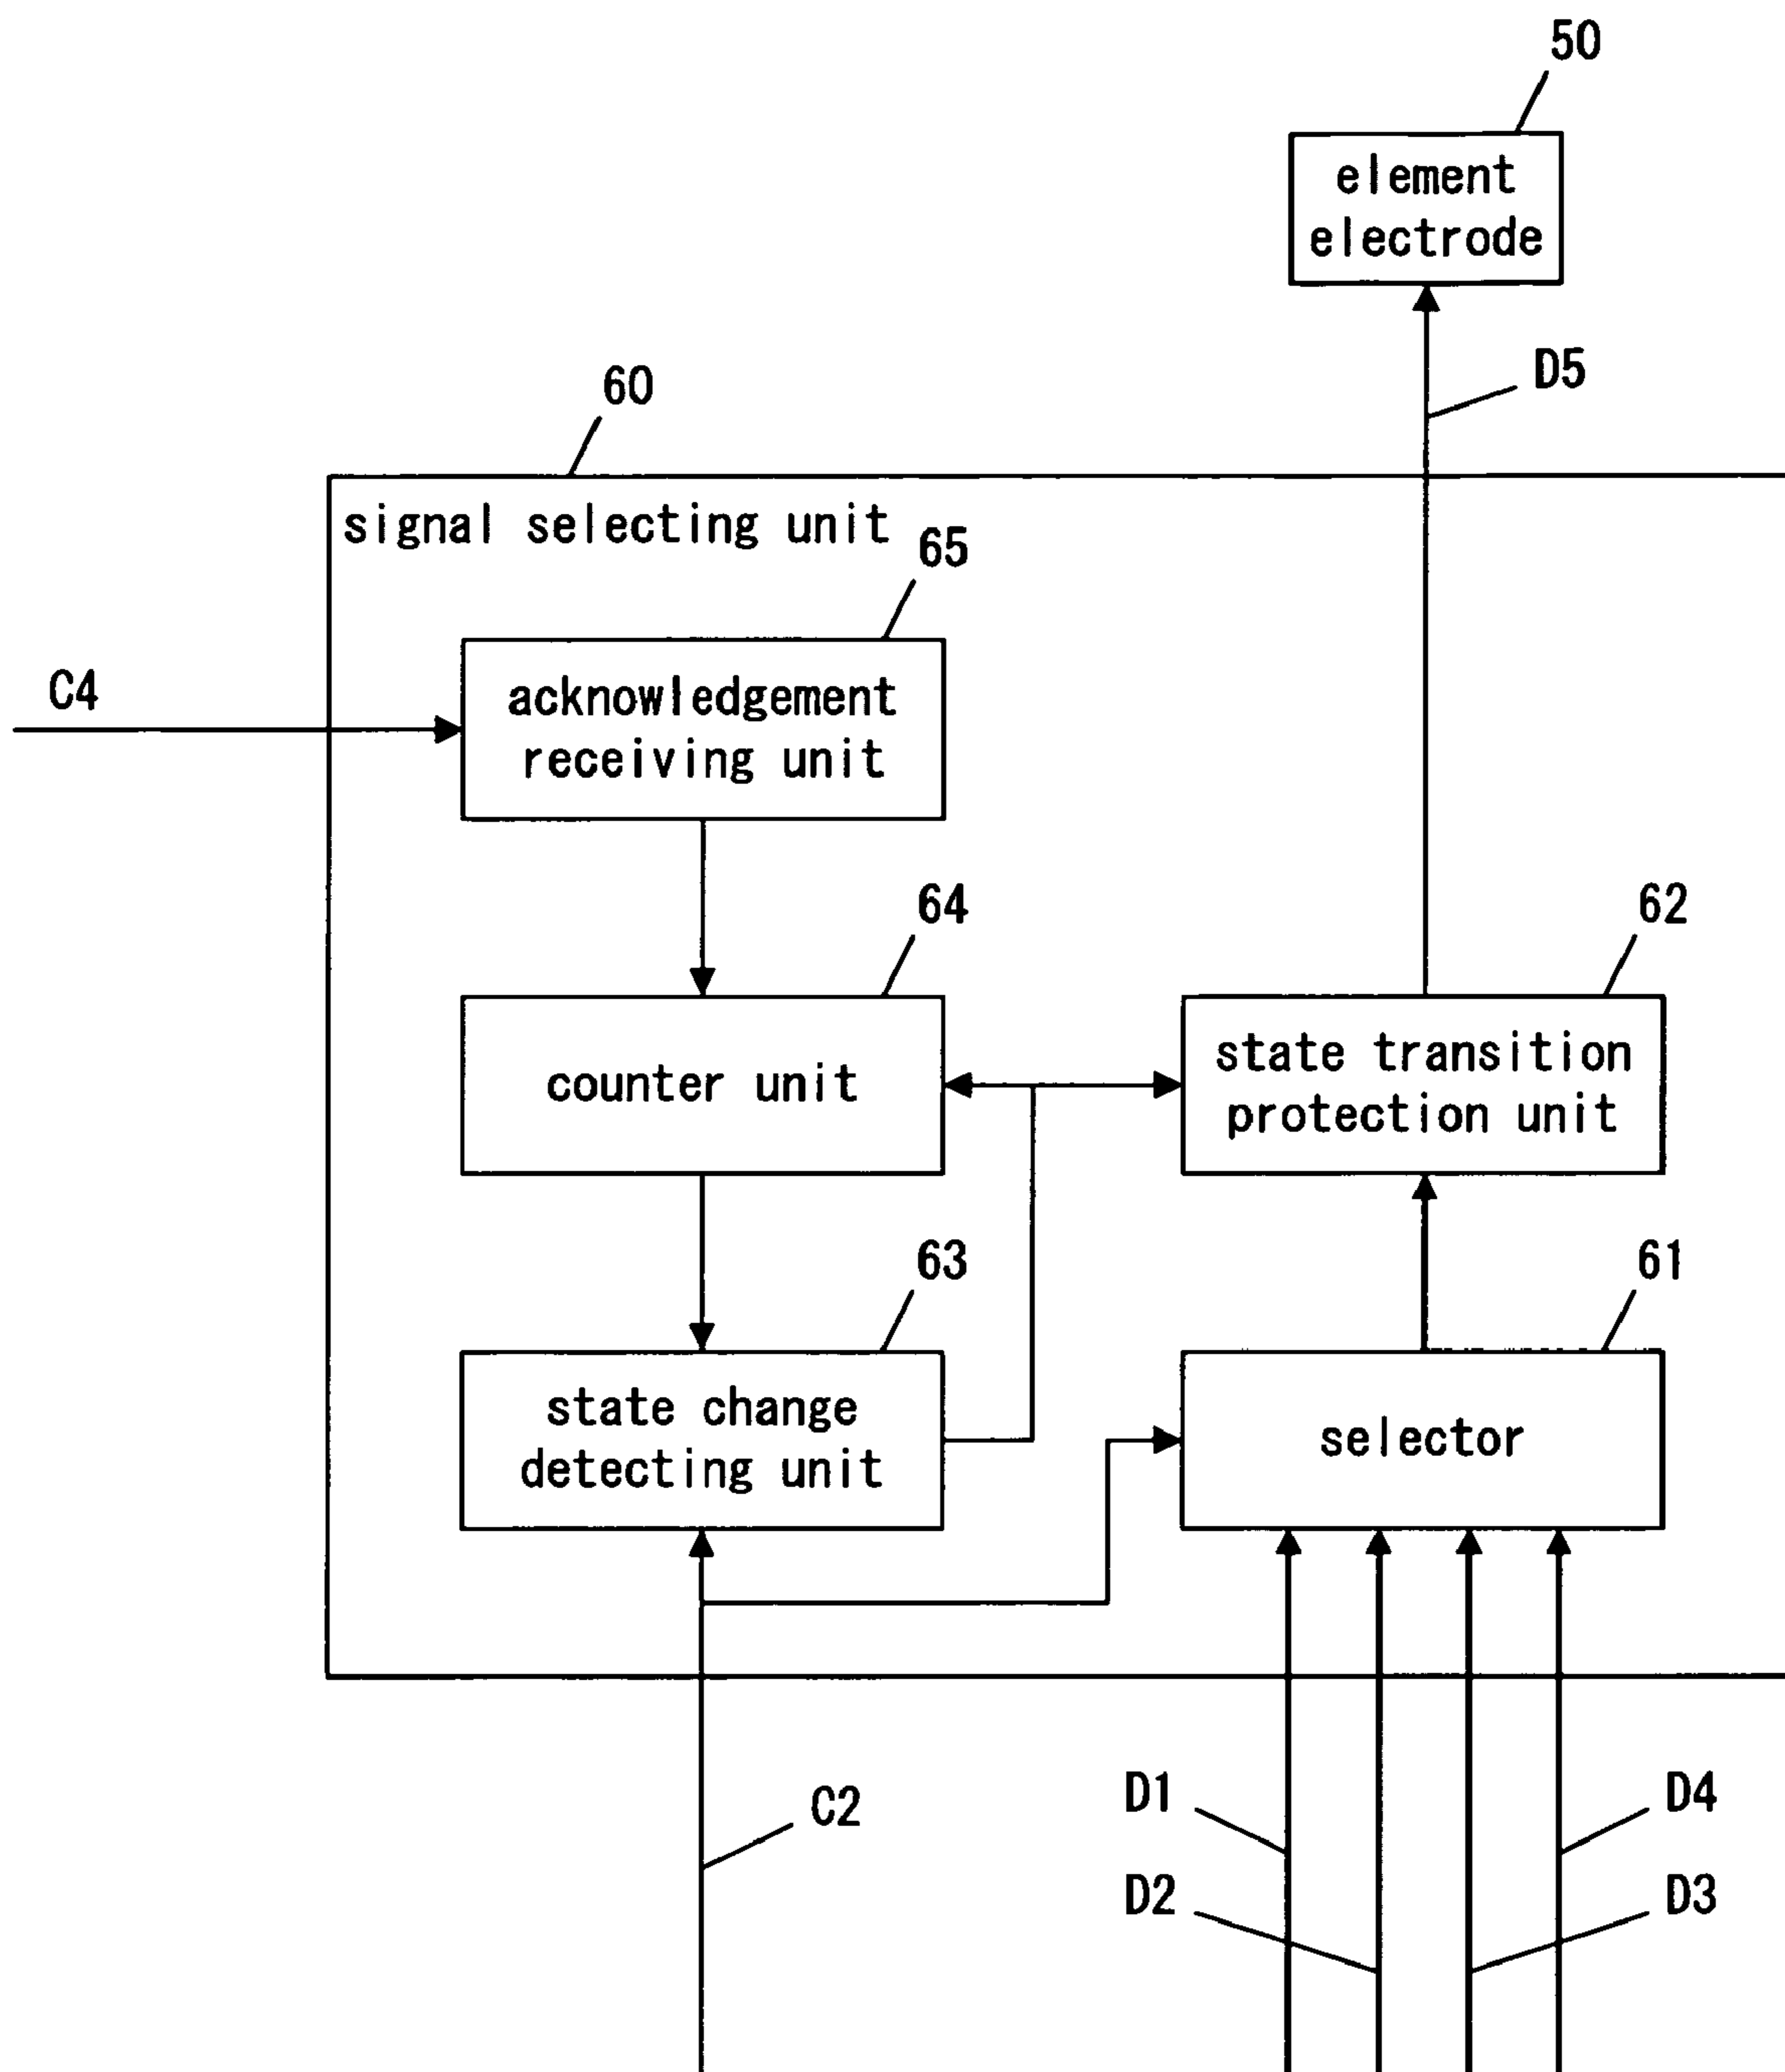 50
element
electrode
D5
60
signal selecting unit
65
C4
acknowledgement
receiving unit
64
62
counter unit
state transition
protection unit
63
61
state change
detecting unit
selector
C2
D1
D4
D2
D3